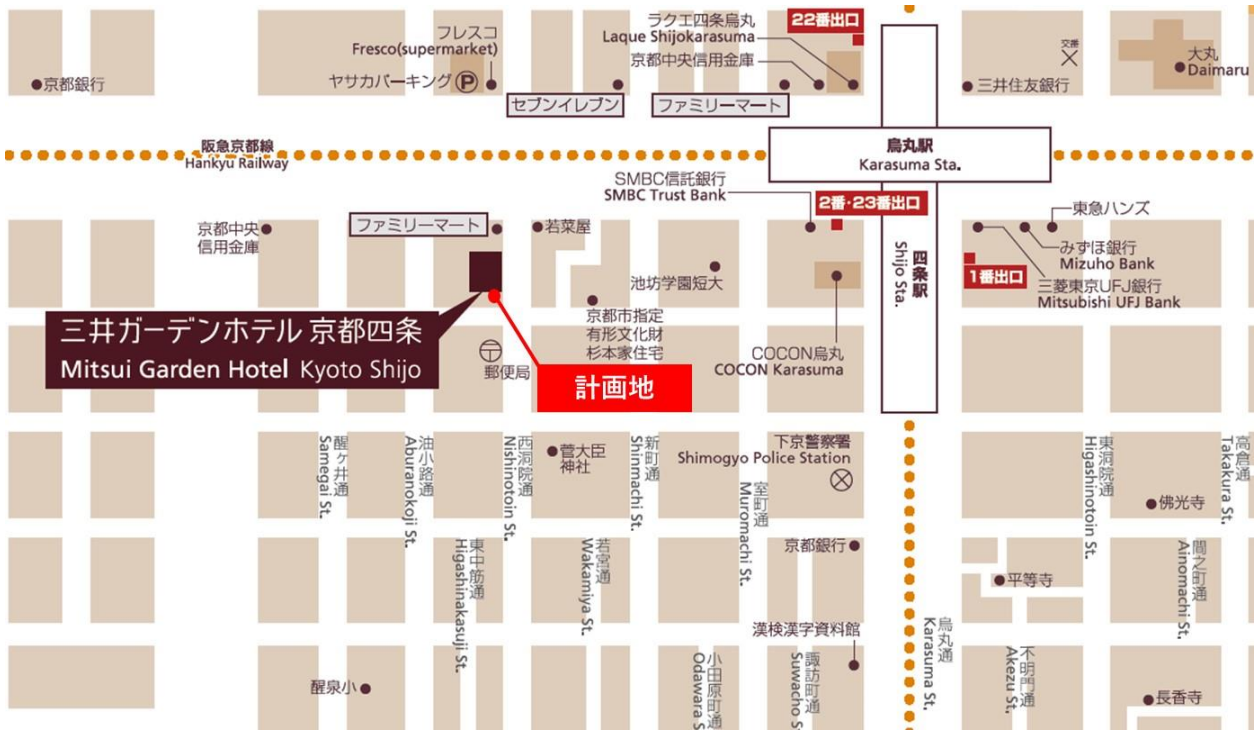 ラクエ四条烏丸
Laque Shijokarasuma
22番出口
フレスコ
Fresco(supermarket)
京都中央信用金庫
交番
大丸
Daimaru
京都銀行
ヤサカパーキング
P
三井住友銀行
セブンイレブン
ファミリーマート
阪急京都線
Hankyu Railway
烏丸駅
Karasuma Sta.
SMBC信託銀行
SMBC Trust Bank
2番・23番出口
東急ハンズ
京都中央
信用金庫
ファミリーマート
若菜屋
四条駅
Shijo Sta.
みずほ銀行
Mizuho Bank
1番出口
三菱東京UFJ銀行
Mitsubishi UFJ Bank
池坊学園短大
京都市指定
有形文化財
杉本家住宅
三井ガーデンホテル 京都四条
Mitsui Garden Hotel Kyoto Shijo
郵便局
計画地
COCON烏丸
COCON Karasuma
醒ヶ井通
Samegai St.
油小路通
Aburanokoji St.
西洞院通
Nishinotoin St.
菅大臣
神社
新町通
Shinmachi St.
下京警察署
Shimogyo Police Station
室町通
Muromachi St.
東洞院通
Higashinotoin St.
高倉通
Takakura St.
佛光寺
東中筋通
Higashinakasuji St.
若宮通
Wakamiya St.
京都銀行
間之町通
Ainomachi St.
平等寺
漢検漢字資料館
烏丸通
Karasuma St.
醒泉小
小田原町通
Odawara S
諏訪町通
Suwacho St
不明門通
Akezu St.
長香寺